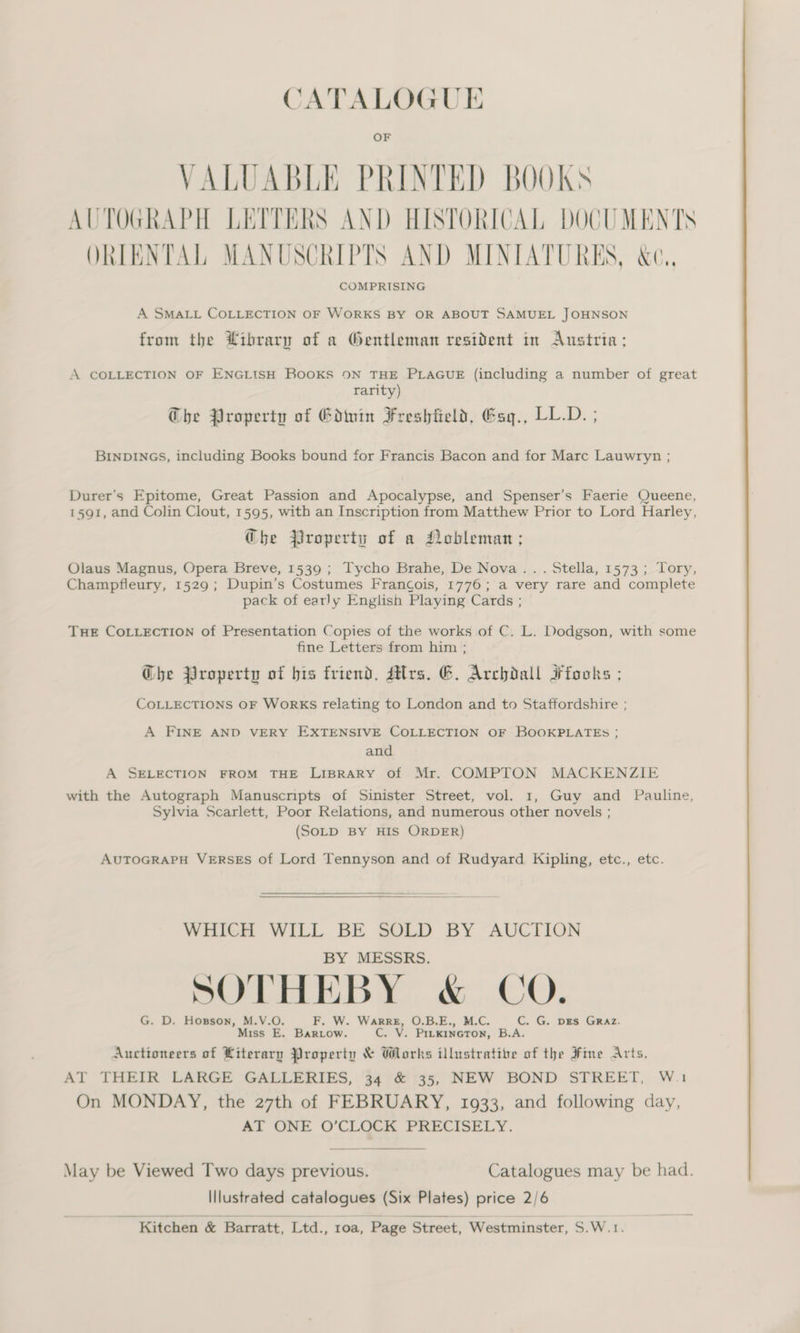 CATALOGUE
OF
VALUABLE PRINTED BOOKS
AUTOGRAPH LETTERS AND HISTORICAL DOCUMENTS
ORIENTAL MANUSCRIPTS AND MINIATURES, &C.,
COMPRISING
A SMALL COLLECTION OF WORKS BY OR ABOUT SAMUEL JOHNSON
from the Library of a Gentleman resident in Austria;
A COLLECTION OF ENGLISH BOOKS ON THE PLAGUE (including a number of great
rarity)
The Property of Edwin Freshfield, Esq., LL.D. ;
BINDINGS, including Books bound for Francis Bacon and for Marc Lauwryn ;
Durer's Epitome, Great Passion and Apocalypse, and Spenser's Faerie Queene,
1591, and Colin Clout, 1595, with an Inscription from Matthew Prior to Lord Harley,
The Property of a Nobleman;
Olaus Magnus, Opera Breve, 1539 ; Tycho Brahe, De Nova . . . Stella, 1573 ; Tory,
Champfleury, 1529 ; Dupin's Costumes Francois, 1776 ; a very rare and complete
pack of early English Playing Cards ;
THE COLLECTION of Presentation Copies of the works of C. L. Dodgson, with some
fine Letters from him ;
The Property of his friend, Mrs. E. Archdall Ffooks ;
COLLECTIONS OF WORKS relating to London and to Staffordshire ;
A FINE AND VERY EXTENSIVE COLLECTION OF BOOKPLATES ;
and
A SELECTION FROM THE LIBRARY of Mr. COMPTON MACKENZIE
with the Autograph Manuscripts of Sinister Street, vol. 1, Guy and Pauline,
Sylvia Scarlett, Poor Relations, and numerous other novels ;
(SOLD BY HIS ORDER)
AUTOGRAPH VERSES of Lord Tennyson and of Rudyard Kipling, etc., etc.
WHICH WILL BE SOLD BY AUCTION
BY MESSRS.
SOTHEBY & CO.
G. D. HOBSON, M.V.O. F. W. WARRE, O.B.E., M.C. C. G. DES GRAZ.
MISS E. BARLOW. C. V. PILKINGTON, B.A.
Auctioneers of Literary Property & Works illustrative of the Fine Arts,
AT THEIR LARGE GALLERIES, 34 & 35, NEW BOND STREET, W.1
On MONDAY, the 27th of FEBRUARY, 1933, and following day,
AT ONE O'CLOCK PRECISELY.
May be Viewed Two days previous. Catalogues may be had.
Illustrated catalogues (Six Plates) price 2/6
Kitchen & Barratt, Ltd., 10a, Page Street, Westminster, S.W.1.